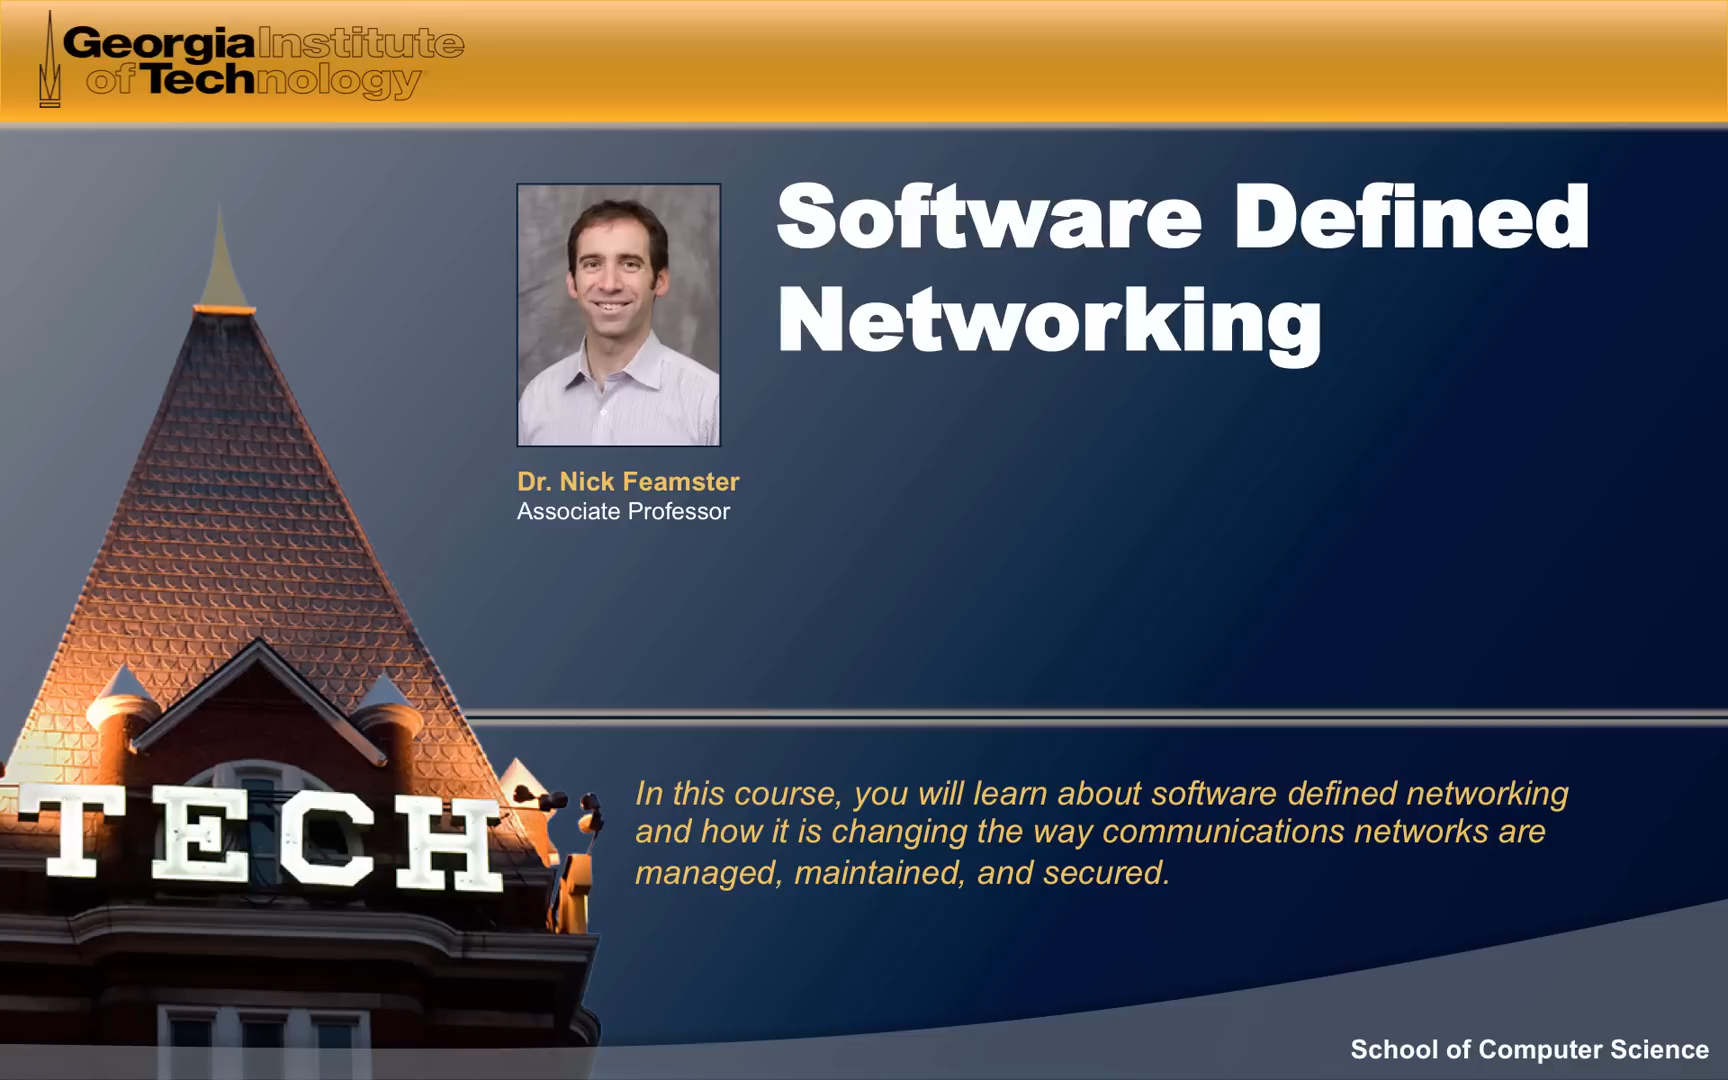 Georgia Institute
of Technology
Software Defined
Networking
Dr. Nick Feamster
Associate Professor
TECH
In this course, you will learn about software defined networking
and how it is changing the way communications networks are
managed, maintained, and secured.
School of Computer Science